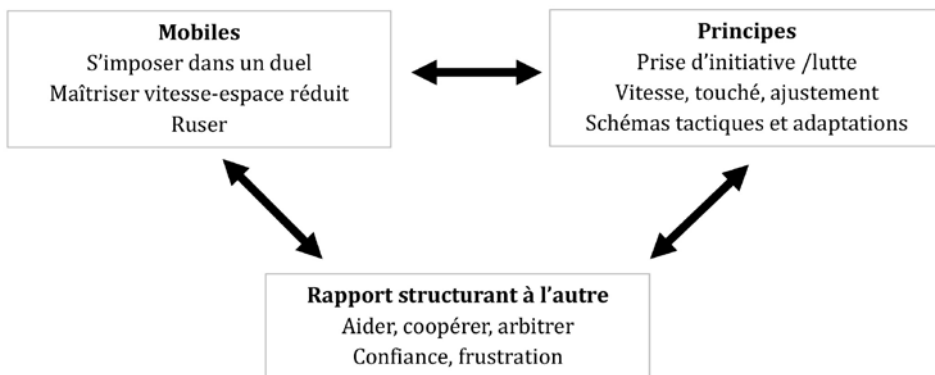 Mobiles
S'imposer dans un duel
Maîtriser vitesse-espace réduit
Ruser
Principes
Prise d'initiative /lutte
Vitesse, touché, ajustement
Schémas tactiques et adaptations
Rapport structurant à l'autre
Aider, coopérer, arbitrer
Confiance, frustration